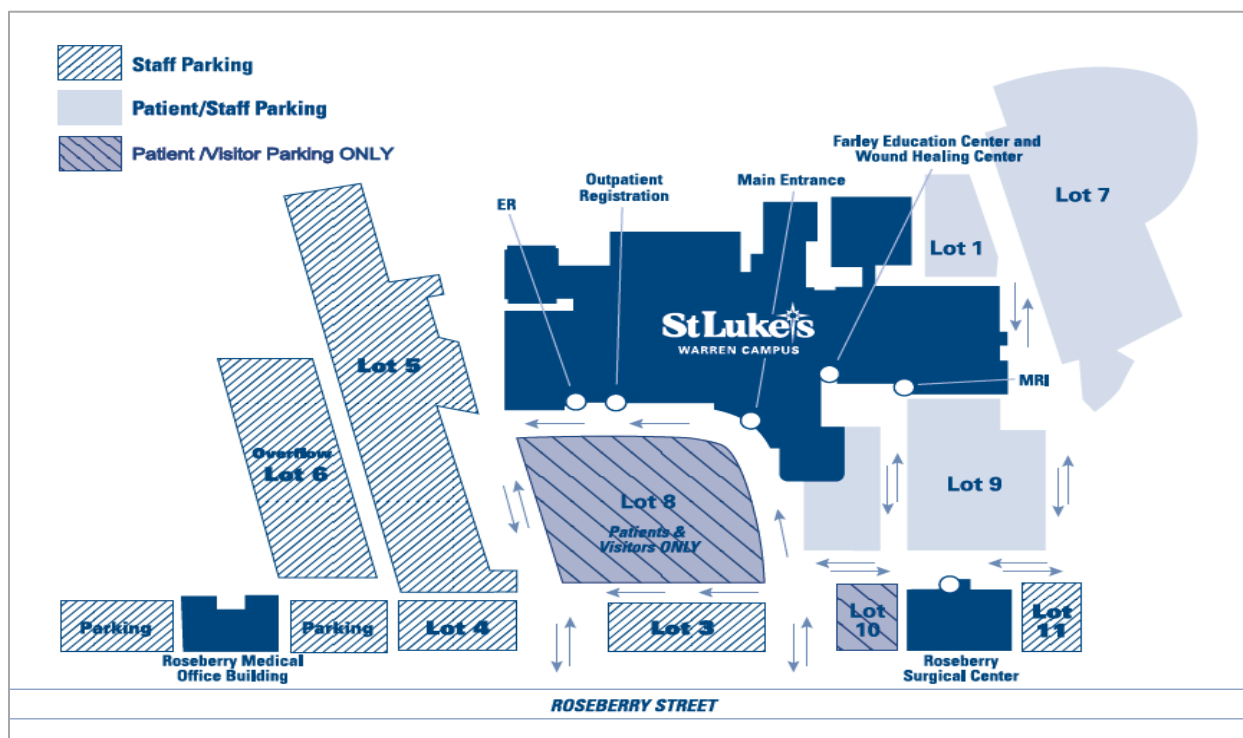 Staff Parking
Patient/Staff Parking
Patient /Visitor Parking ONLY
Farley Education Center and
Wound Healing Center
Outpatient
Registration
Main Entrance
ER
Lot 7
Lot 1
StLuke's
WARREN CAMPUS
Lot 5
MRI
Overflow
Lot 6
Lot 8
Patients &
Visitors ONLY
Lot 9
Parking
Parking
Lot 4
Lot 3
Lot
10
Lot
11
Roseberry Medical
Office Building
Roseberry
Surgical Center
ROSEBERRY STREET